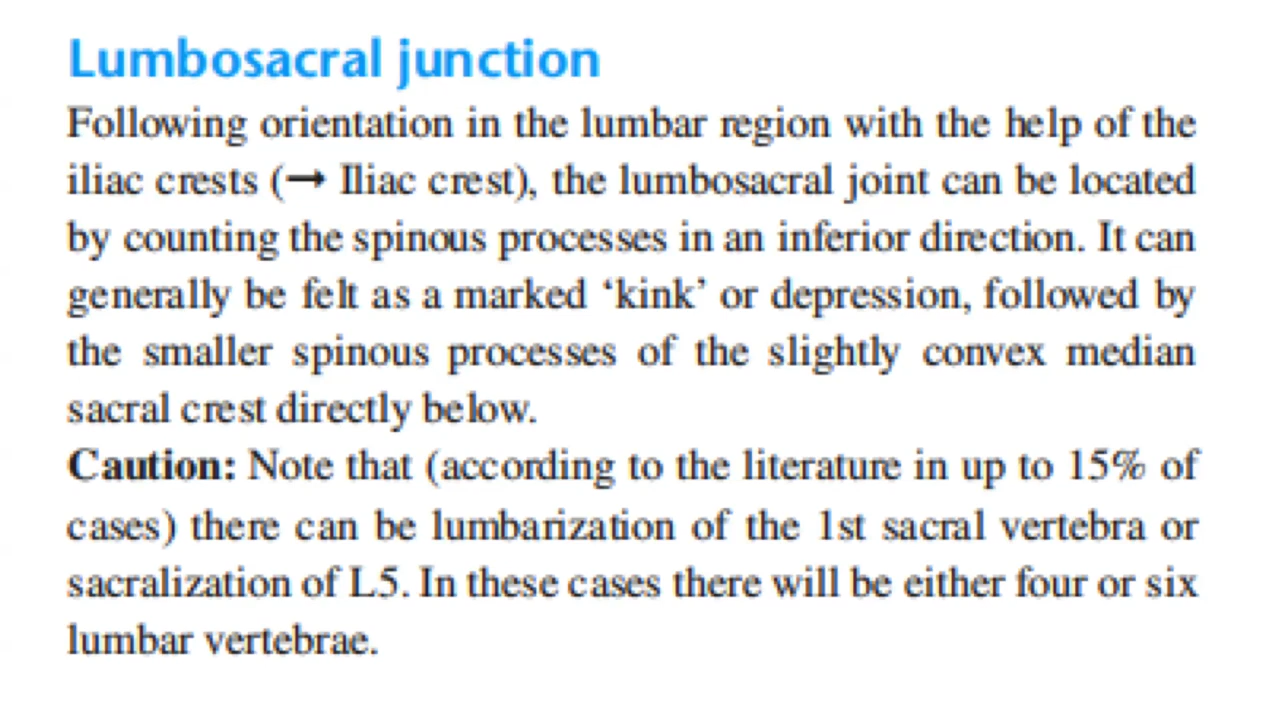 Lumbosacral junction
Following orientation in the lumbar region with the help of the
iliac crests (→ Iliac crest), the lumbosacral joint can be located
by counting the spinous processes in an inferior direction. It can
generally be felt as a marked ‘kink’ or depression, followed by
the smaller spinous processes of the slightly convex median
sacral crest directly below.
Caution: Note that (according to the literature in up to 15% of
cases) there can be lumbarization of the 1st sacral vertebra or
sacralization of L5. In these cases there will be either four or six
lumbar vertebrae.